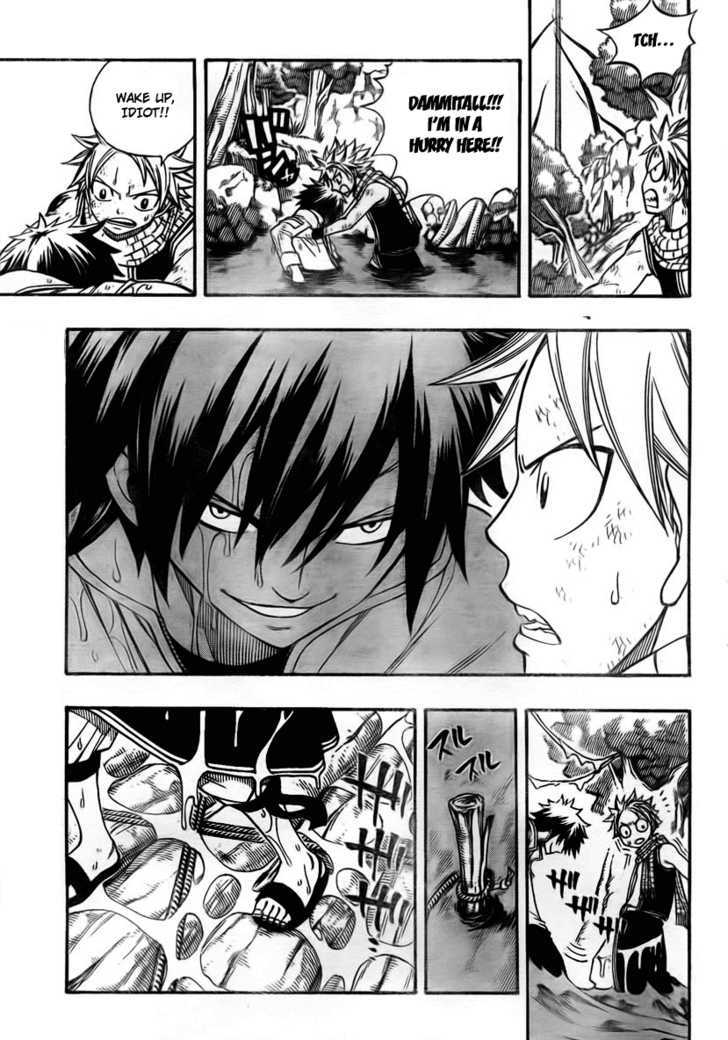 TCH...
DAMMITALL!!!
I'M IN A
HURRY HERE!!
WAKE UP,
IDIOT!!
ズル
ズル